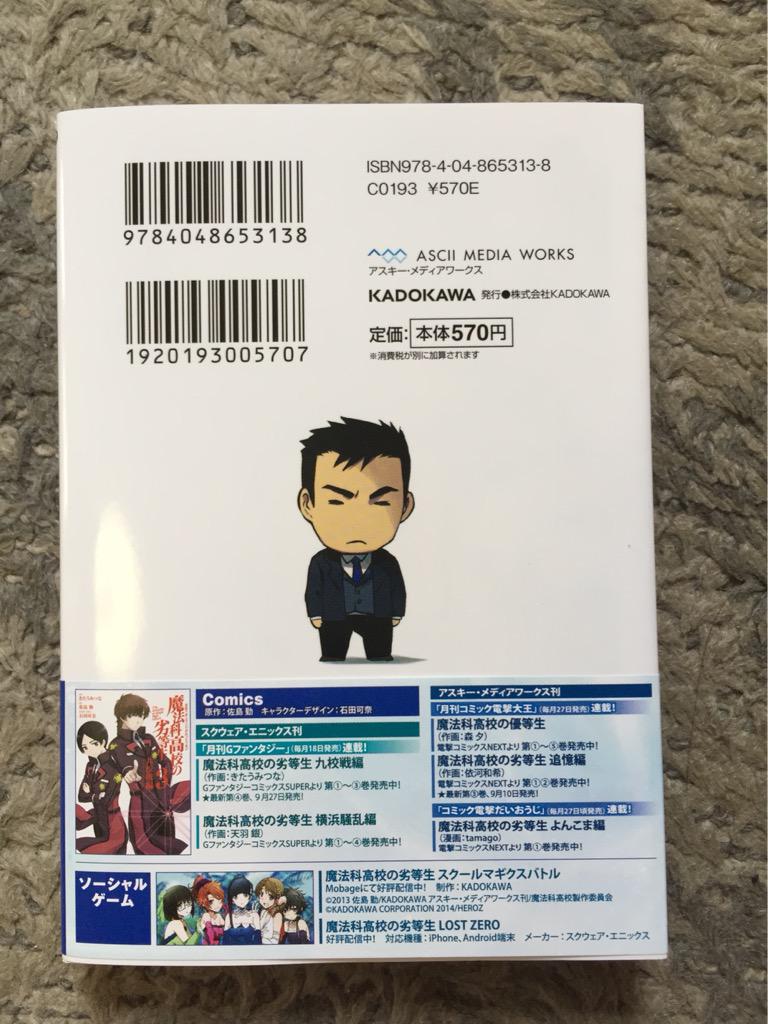 ISBN978-4-04-865313-8
C0193 ¥570E
9784048653138
ASCII MEDIA WORKS
アスキー・メディアワークス
KADOKAWA 発行●株式会社KADOKAWA
1920193005707
定価:本体570円
※消費税が別に加算されます
魔法科高校の
劣等生
Comics
原作:佐島 勤 キャラクターデザイン:石田可奈
スクウェア・エニックス刊
「月刊Gファンタジー」(毎月18日発売)連載!
魔法科高校の劣等生 九校戦編
(作画:きたうみつな)
GファンタジーコミックスSUPERより 第①〜③巻発売中!
★最新第④巻、9月27日発売!
魔法科高校の劣等生 横浜騒乱編
(作画:天羽 銀)
GファンタジーコミックスSUPERより 第①〜④巻発売中!
アスキー・メディアワークス刊
「月刊コミック電撃大王」(毎月27日発売)連載!
魔法科高校の優等生
(作画:森 夕)
電撃コミックスNEXTより 第①〜⑤巻発売中!
魔法科高校の劣等生 追憶編
(作画:依河和希)
電撃コミックスNEXTより 第①②巻発売中!
★最新第③巻、9月10日発売!
「コミック電撃だいおうじ」(毎月27日頃発売)連載!
魔法科高校の劣等生 よんこま編
(漫画:tamago)
電撃コミックスNEXTより 第①巻発売中!
ソーシャル
ゲーム
魔法科高校の劣等生 スクールマギクスバトル
Mobageにて好評配信中! 制作:KADOKAWA
©2013 佐島 勤/KADOKAWA アスキー・メディアワークス刊/魔法科高校製作委員会
©KADOKAWA CORPORATION 2014/HEROZ
魔法科高校の劣等生 LOST ZERO
好評配信中! 対応機種:iPhone、Android端末 メーカー:スクウェア・エニックス